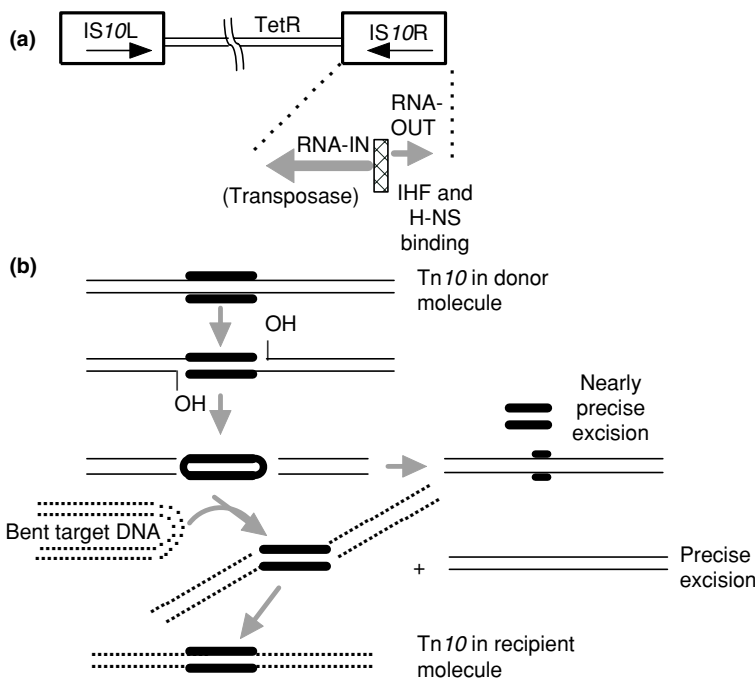 (a)
IS10L
TetR
IS10R
RNA-
OUT
RNA-IN
(Transposase)
IHF and
H-NS
binding
(b)
Tn10 in donor
molecule
OH
OH
Nearly
precise
excision
Bent target DNA
+
Precise
excision
Tn10 in recipient
molecule